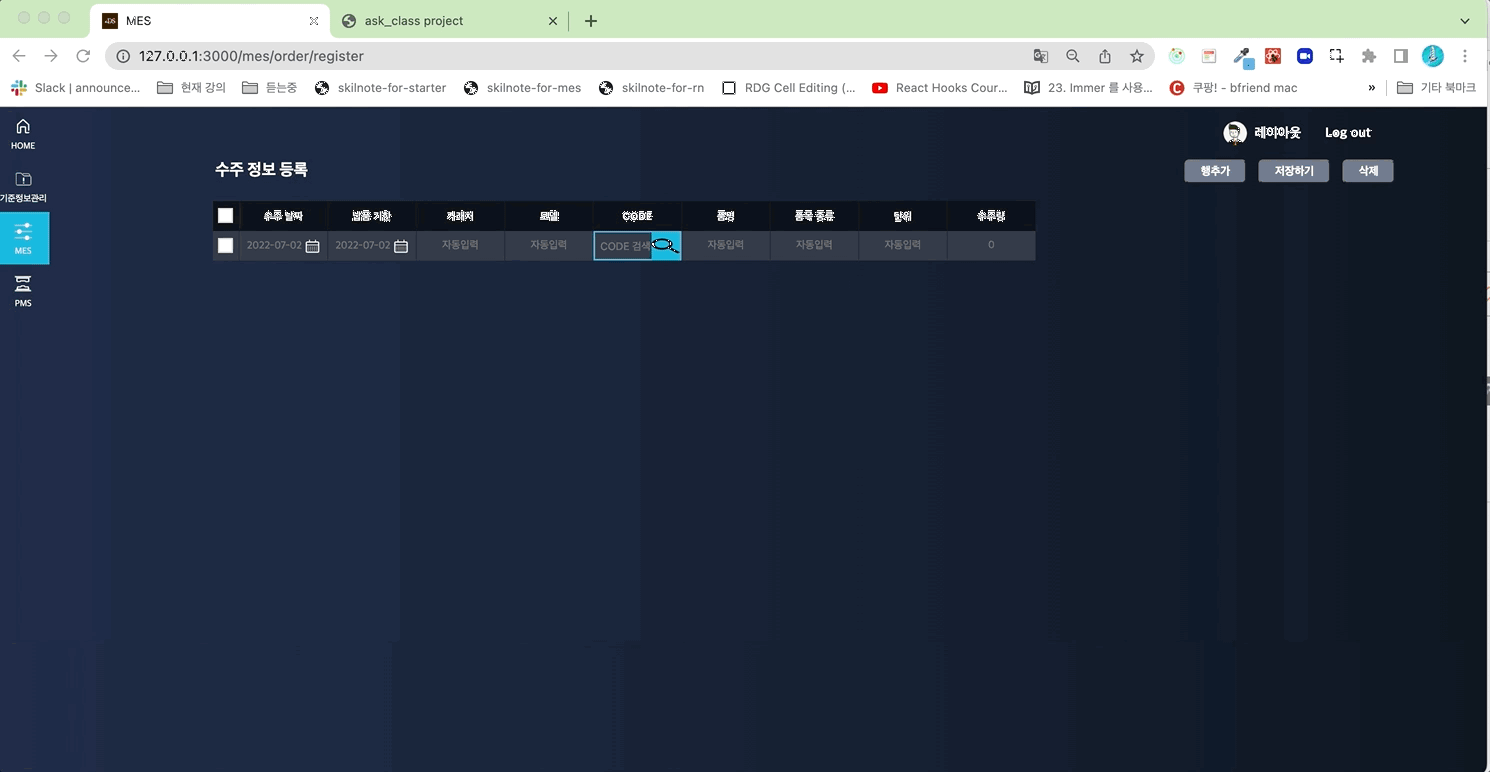 MES
ask_class project
127.0.0.1:3000/mes/order/register
Slack | announce...
현재 강의
듣는중
skilnote-for-starter
skilnote-for-mes
skilnote-for-rn
RDG Cell Editing (...
React Hooks Cour...
23. Immer 를 사용...
쿠팡! - bfriend mac
»
기타 북마크
HOME
기준정보관리
MES
PMS
레이아웃
Log out
수주 정보 등록
행추가
저장하기
삭제
수주 날짜 납품 기한 거래처 모델 CODE 품명 품목 종류 단위 수주량
2022-07-02 2022-07-02 자동입력 자동입력 CODE 검색 자동입력 자동입력 자동입력 0